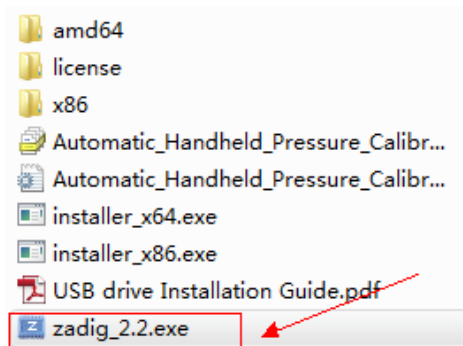 amd64
license
x86
Automatic_Handheld_Pressure_Calibr...
Automatic_Handheld_Pressure_Calibr...
installer_x64.exe
installer_x86.exe
USB drive Installation Guide.pdf
zadig_2.2.exe